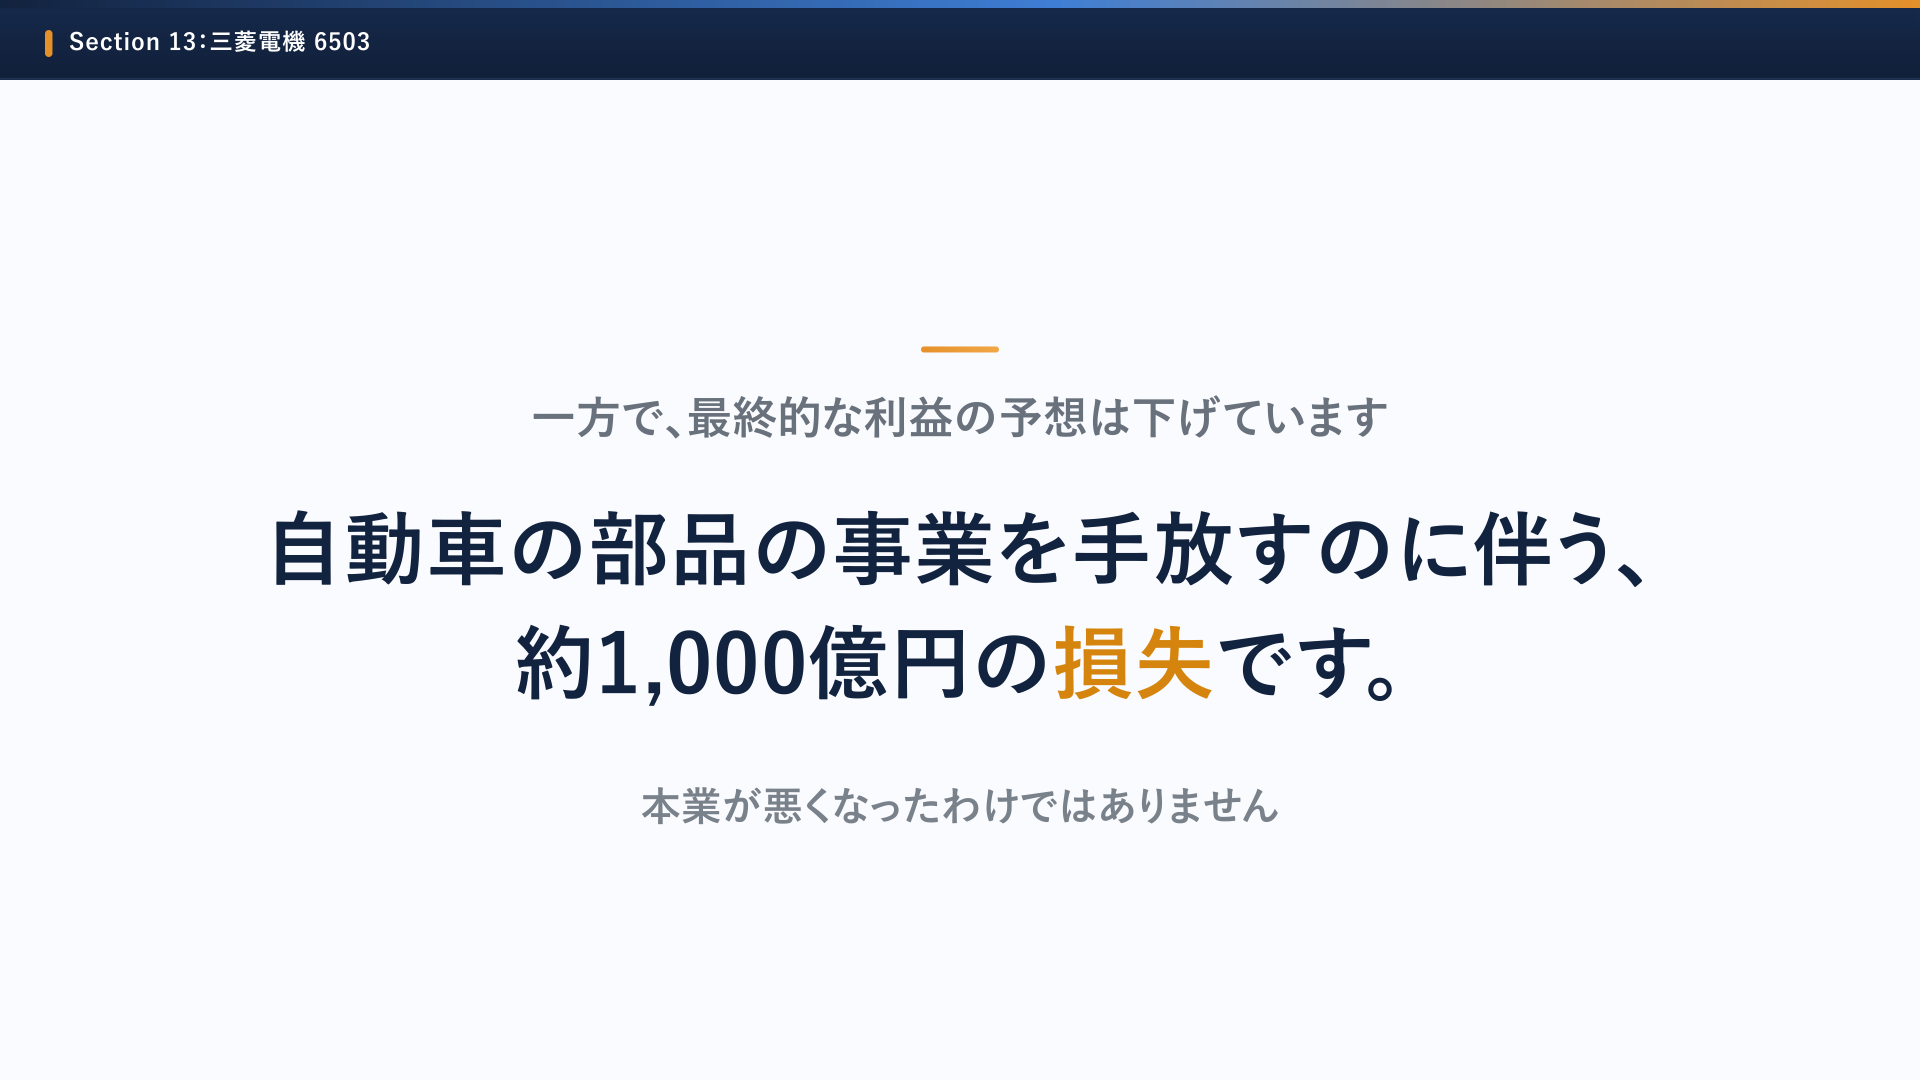 Section 13：三菱電機 6503
一方で、最終的な利益の予想は下げています
自動車の部品の事業を手放すのに伴う、
約1,000億円の損失です。
本業が悪くなったわけではありません